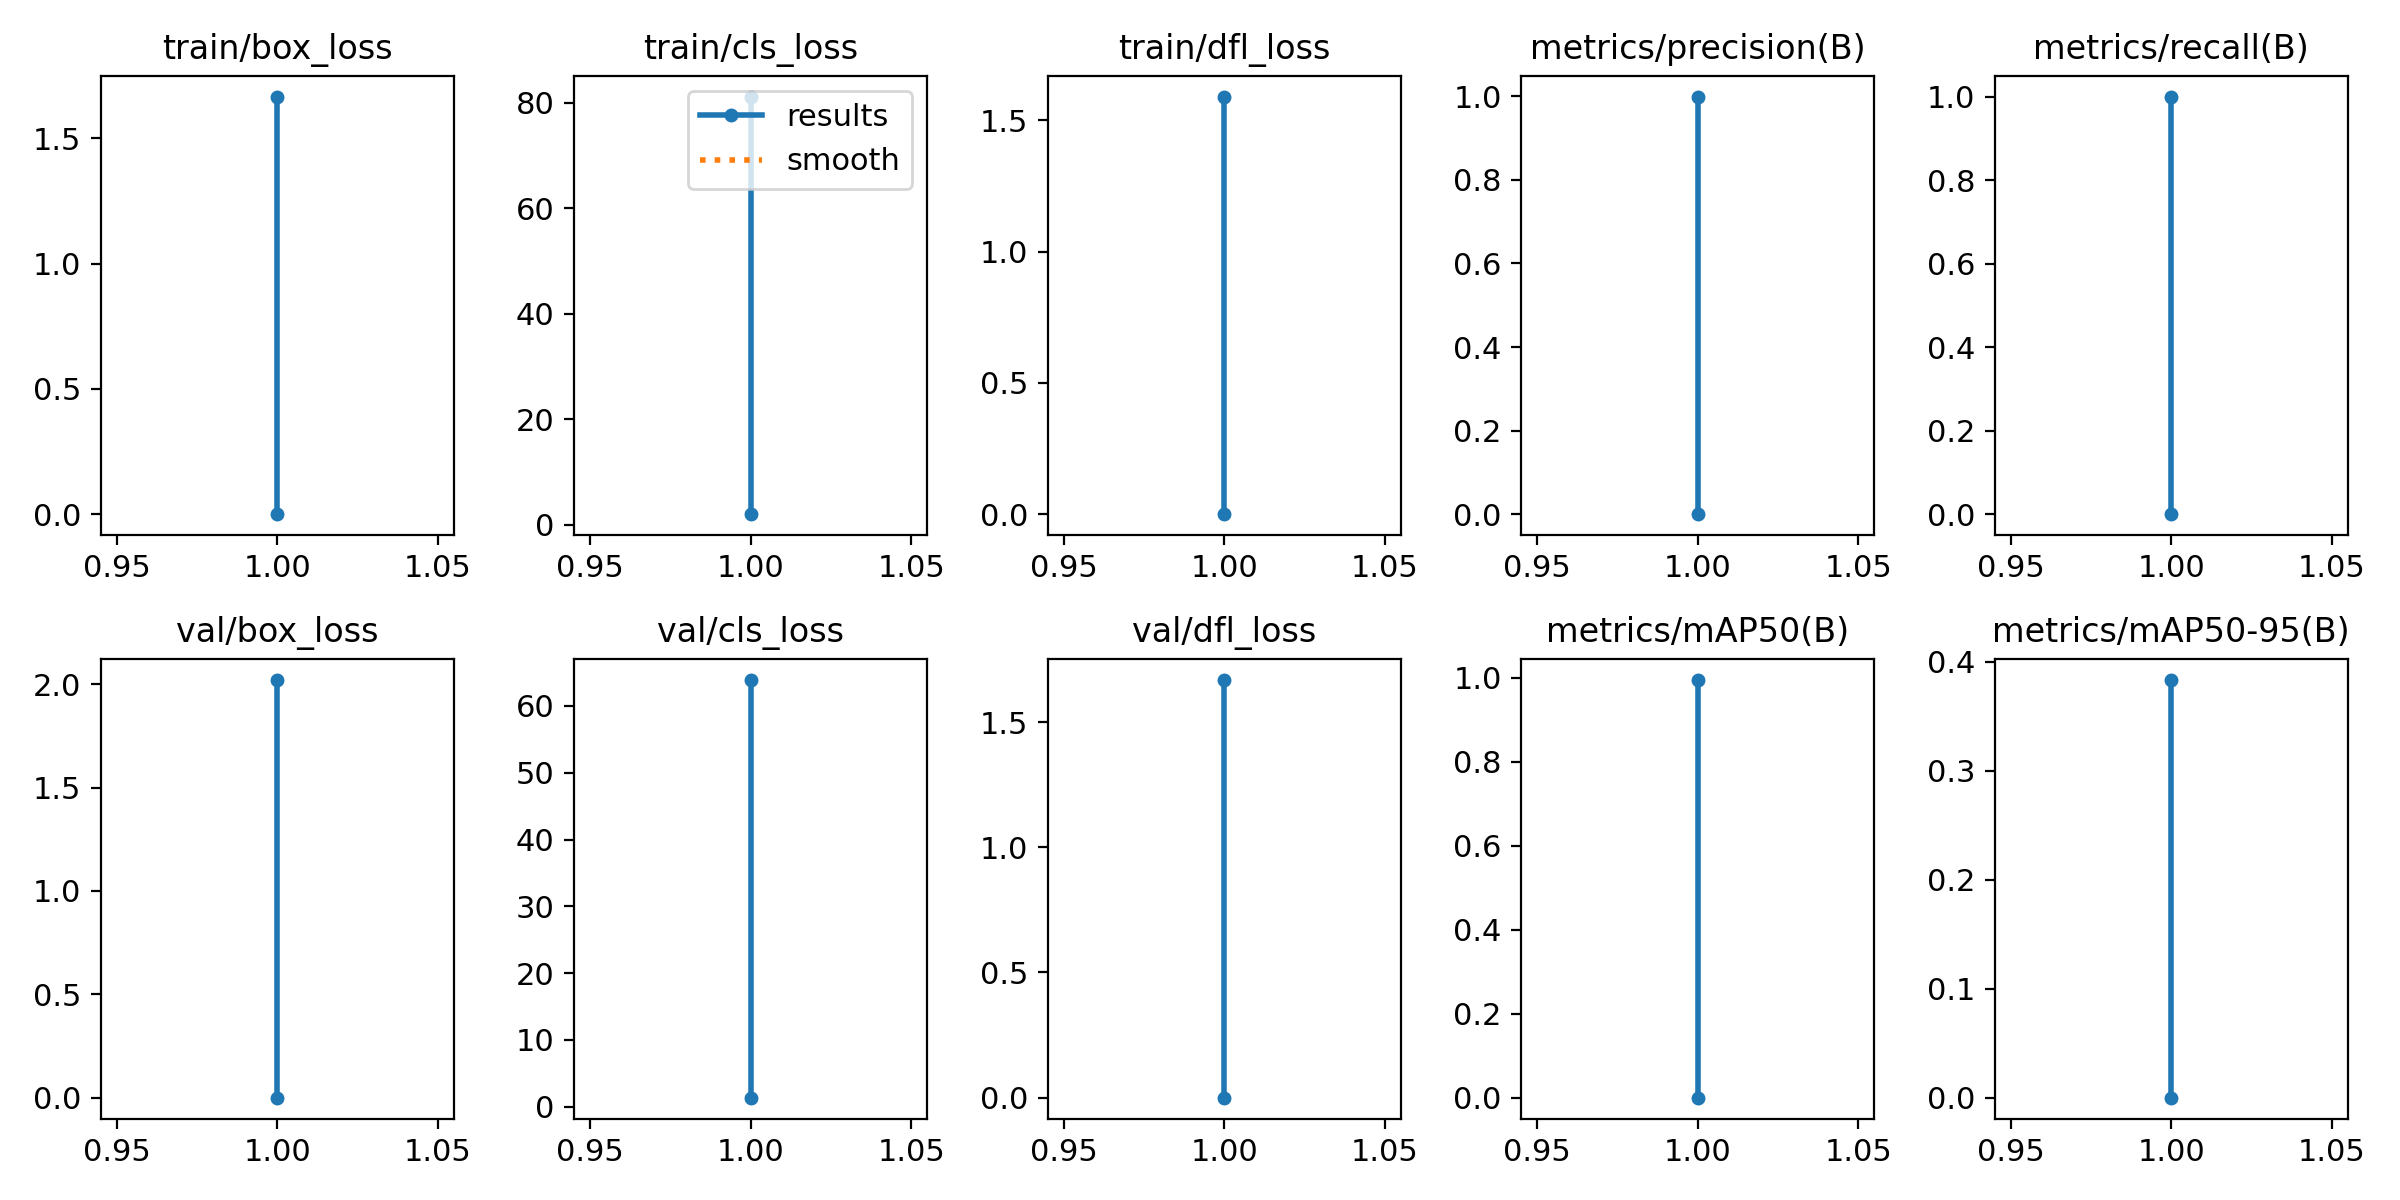 train/box_loss
train/cls_loss
train/dfl_loss
metrics/precision(B)
metrics/recall(B)
1.5
1.0
0.5
0.0
0.95 1.00 1.05
80
60
40
20
0
0.95 1.00 1.05
results
smooth
1.5
1.0
0.5
0.0
0.95 1.00 1.05
1.0
0.8
0.6
0.4
0.2
0.0
0.95 1.00 1.05
1.0
0.8
0.6
0.4
0.2
0.0
0.95 1.00 1.05
val/box_loss
val/cls_loss
val/dfl_loss
metrics/mAP50(B)
metrics/mAP50-95(B)
2.0
1.5
1.0
0.5
0.0
0.95 1.00 1.05
60
50
40
30
20
10
0
0.95 1.00 1.05
1.5
1.0
0.5
0.0
0.95 1.00 1.05
1.0
0.8
0.6
0.4
0.2
0.0
0.95 1.00 1.05
0.4
0.3
0.2
0.1
0.0
0.95 1.00 1.05